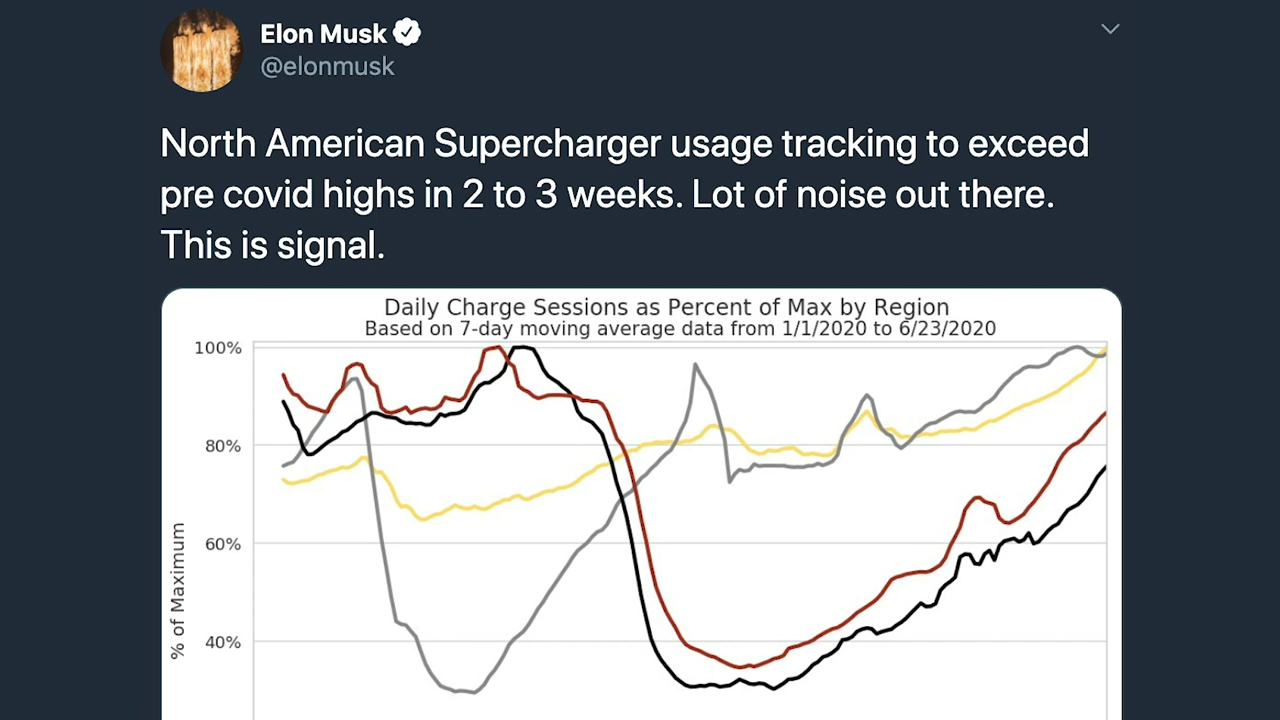 Elon Musk
@elonmusk
North American Supercharger usage tracking to exceed
pre covid highs in 2 to 3 weeks. Lot of noise out there.
This is signal.
Daily Charge Sessions as Percent of Max by Region
Based on 7-day moving average data from 1/1/2020 to 6/23/2020
100%
80%
60%
40%
% of Maximum